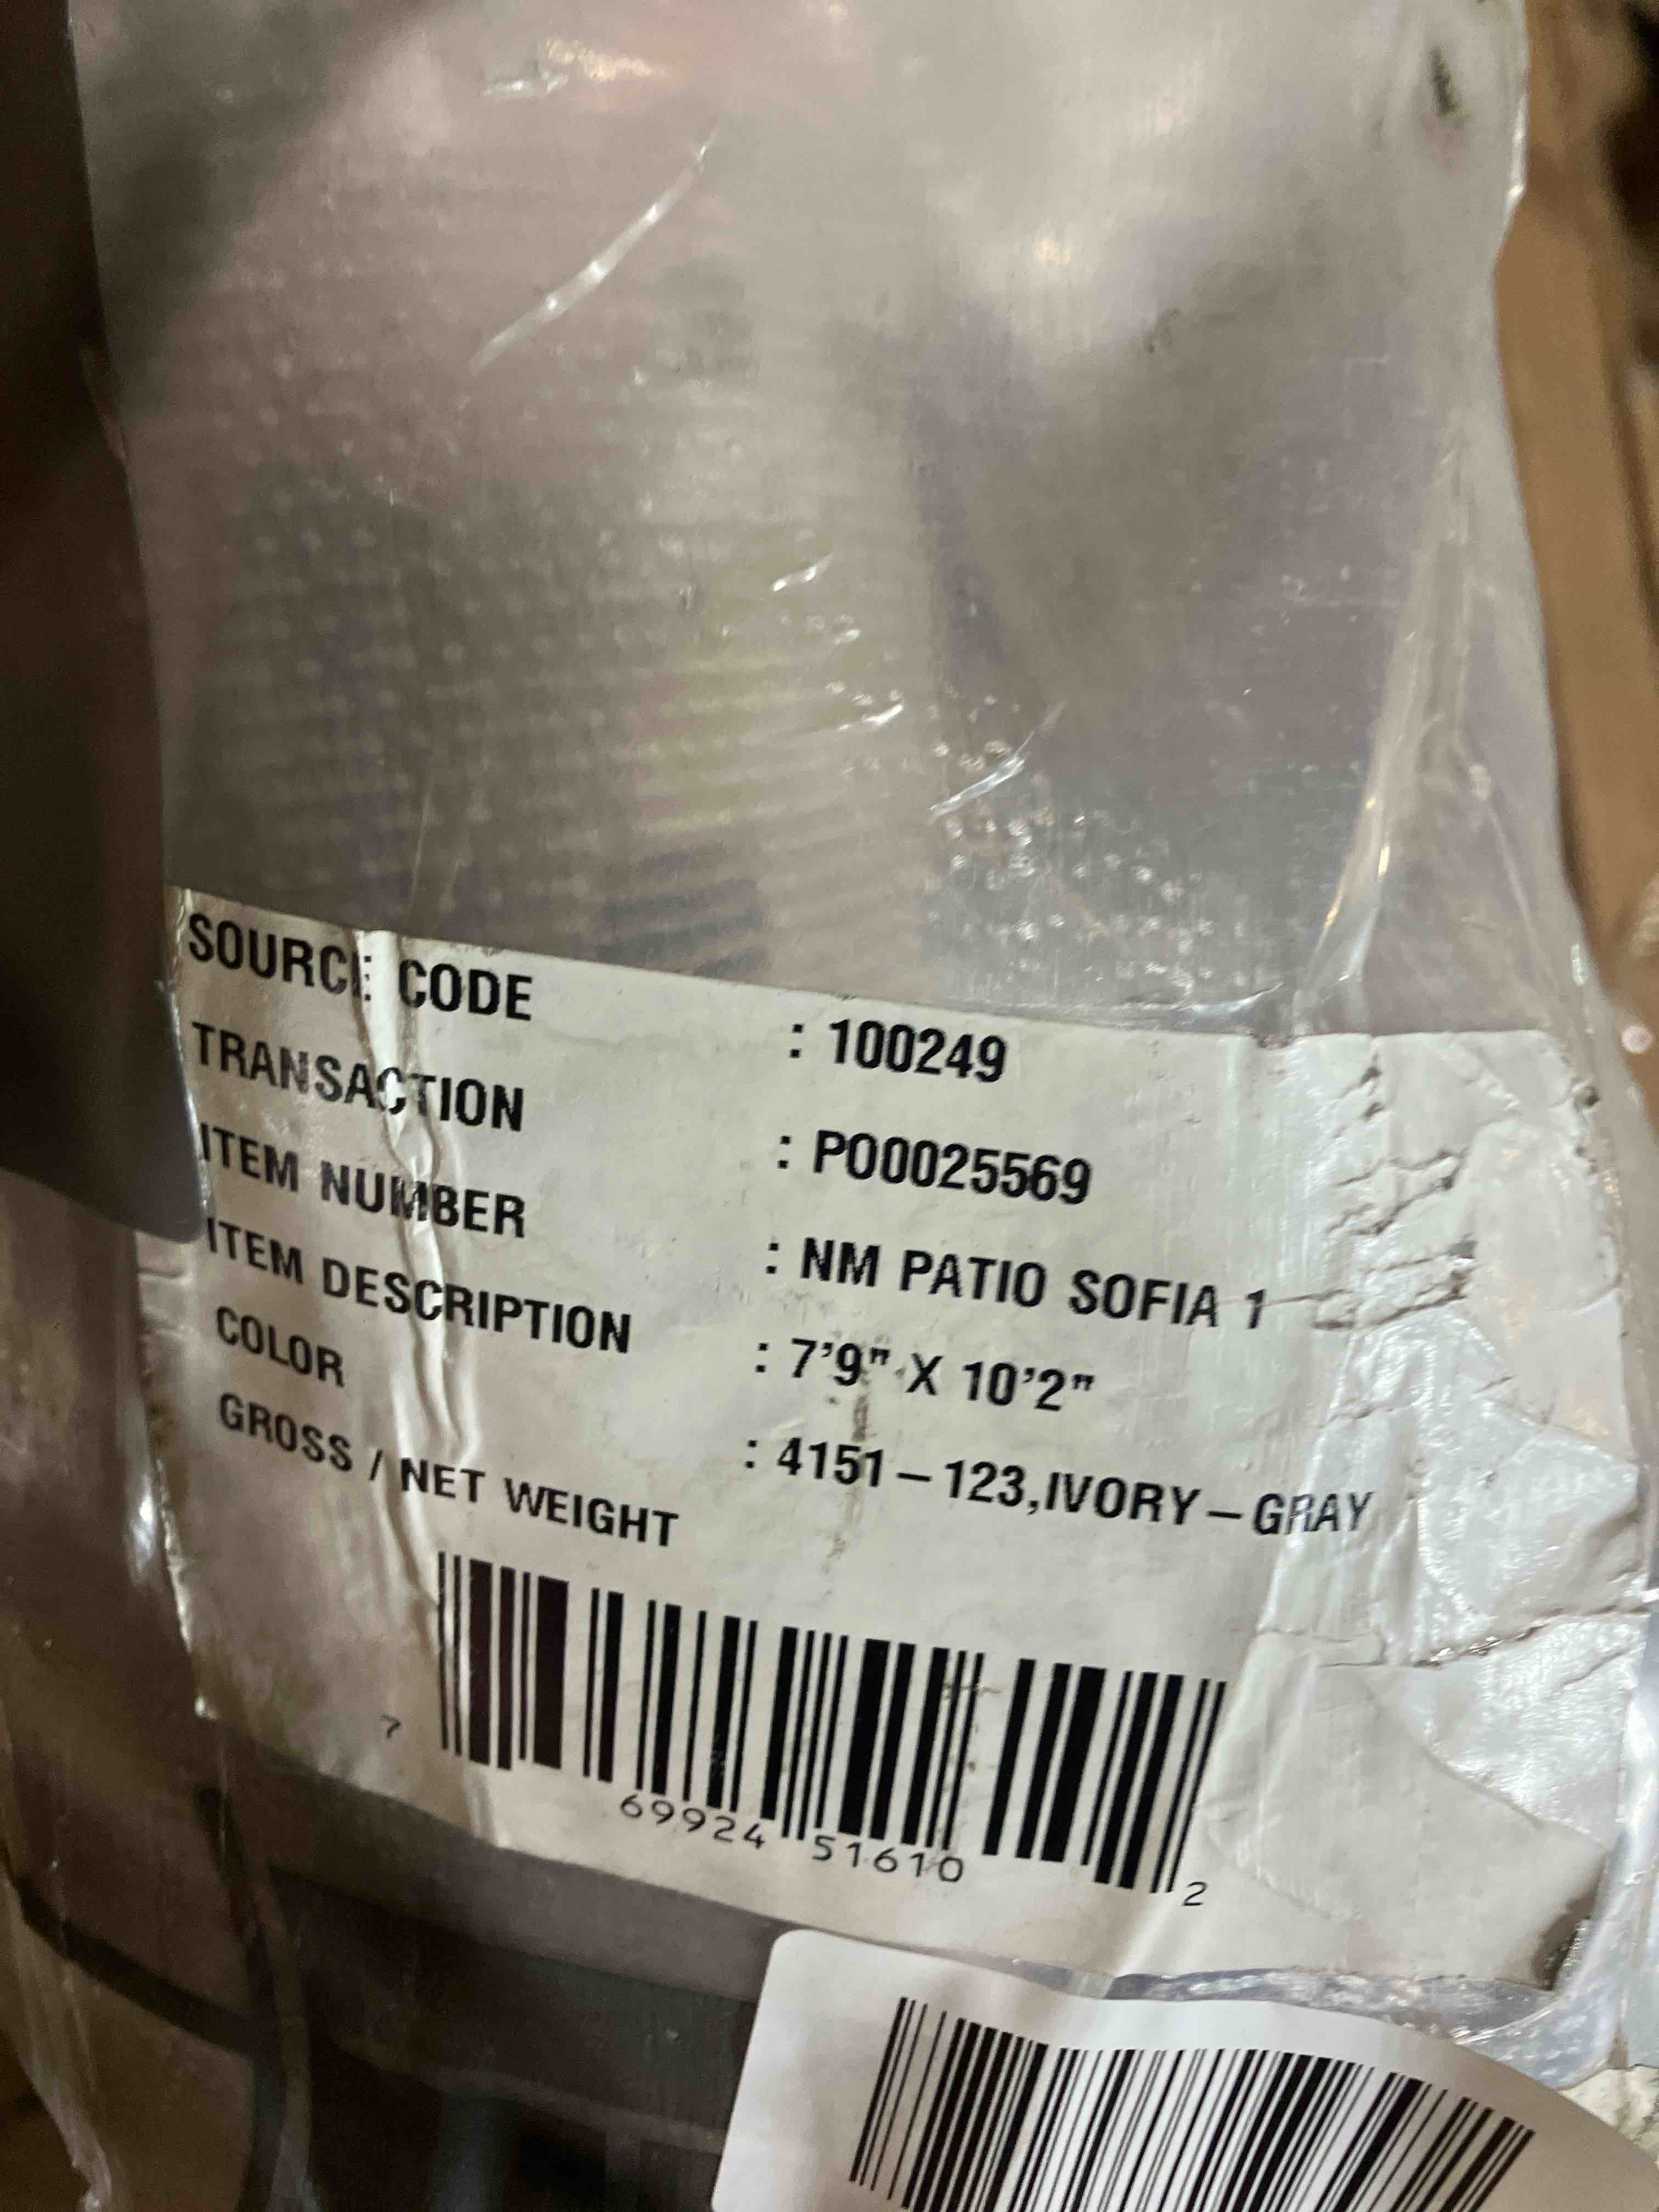 SOURCE CODE : 100249
TRANSACTION : PO0025569
ITEM NUMBER : NM PATIO SOFIA 1
ITEM DESCRIPTION : 7'9" X 10'2"
COLOR : 4151-123,IVORY-GRAY
GROSS / NET WEIGHT
7 69924 51610 2